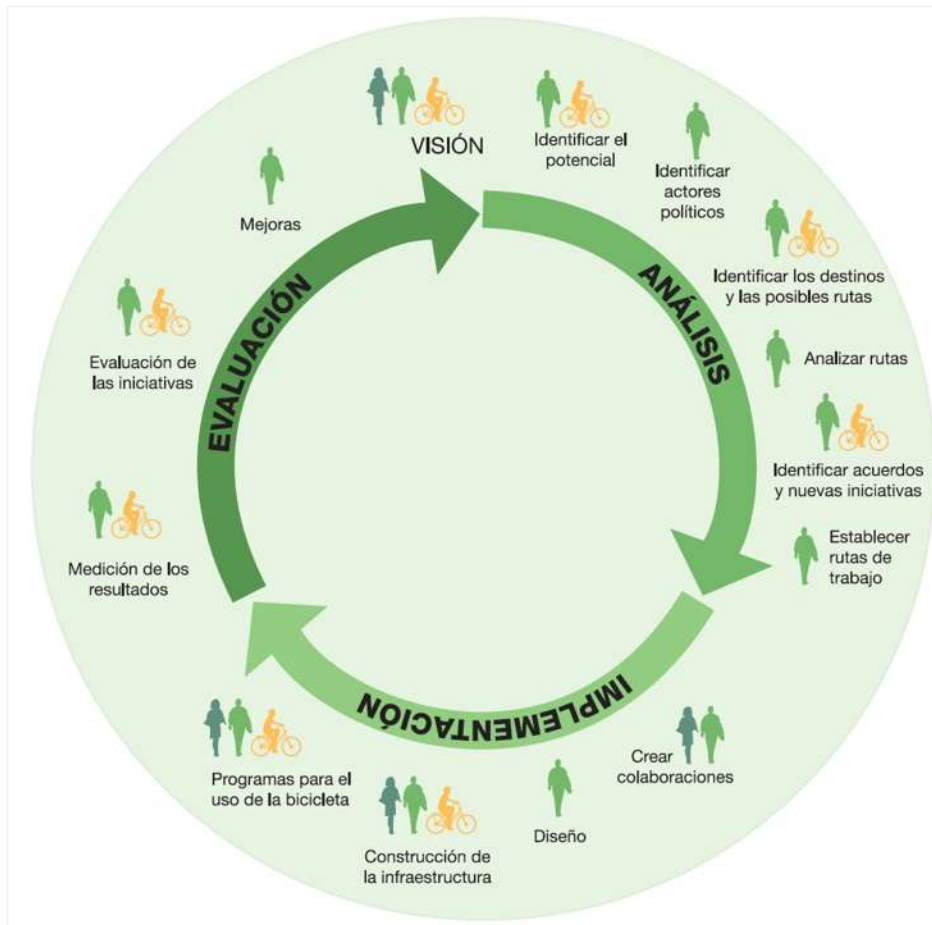 VISIÓN
Identificar el
potencial
Identificar
actores
políticos
Identificar los destinos
y las posibles rutas
Analizar rutas
Identificar acuerdos
y nuevas iniciativas
Establecer
rutas de
trabajo
ANÁLISIS
Crear
colaboraciones
Diseño
Construcción de
la infraestructura
Programas para el
uso de la bicicleta
IMPLEMENTACIÓN
Medición de los
resultados
Evaluación de
las iniciativas
Mejoras
EVALUACIÓN